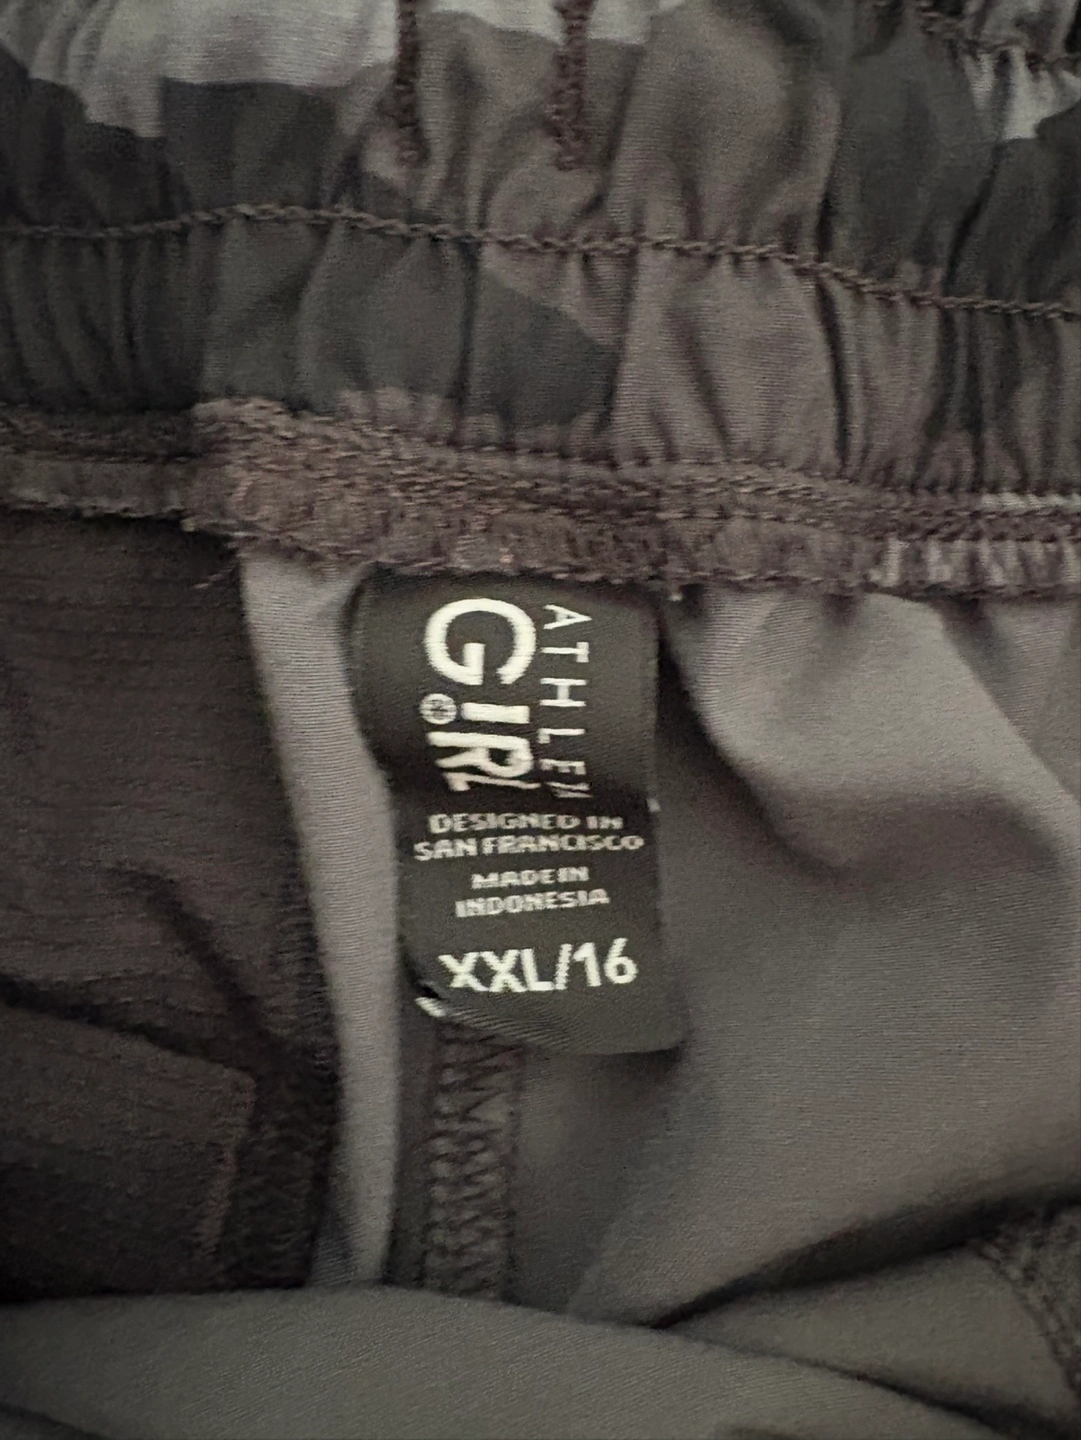 ATHLETA
GIRL
DESIGNED IN
SAN FRANCISCO
MADE IN
INDONESIA
XXL/16